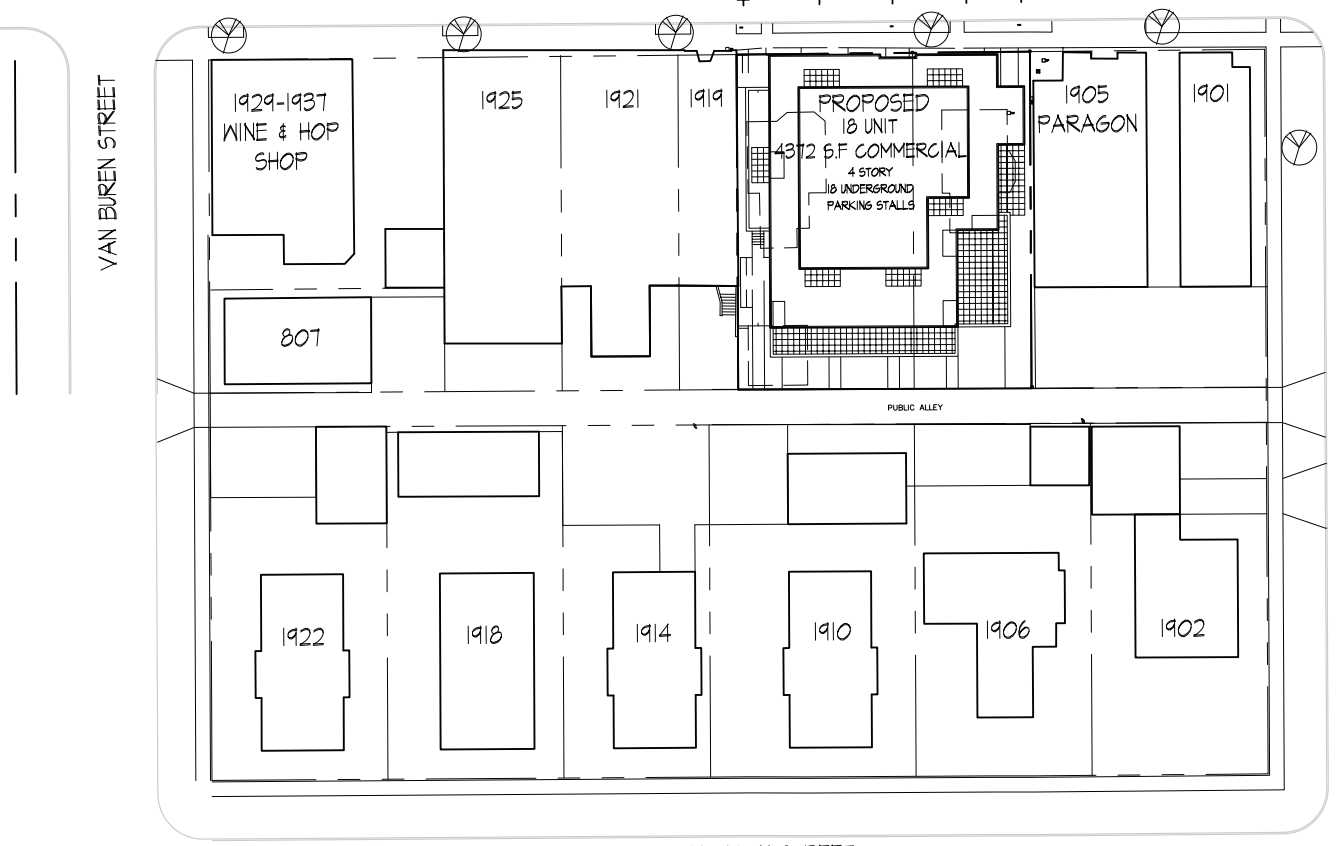 VAN BUREN STREET
1929-1937
WINE & HOP
SHOP
1925
1921
1919
PROPOSED
18 UNIT
4372 S.F COMMERCIAL
4 STORY
18 UNDERGROUND
PARKING STALLS
1905
PARAGON
1901
807
PUBLIC ALLEY
1922
1918
1914
1910
1906
1902